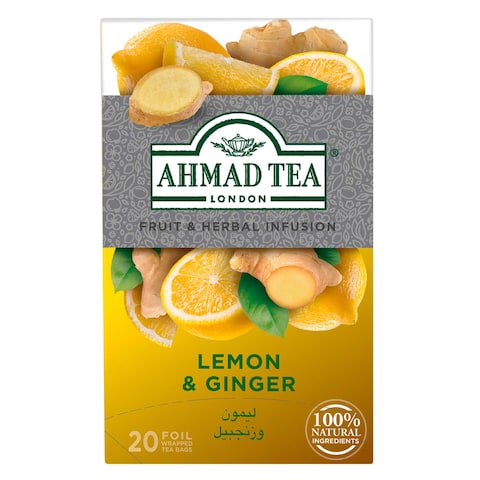 AHMAD TEA®
LONDON
FRUIT & HERBAL INFUSION
LEMON
& GINGER
ليمون
وزنجبيل
20 FOIL
WRAPPED
TEA BAGS
100%
NATURAL
INGREDIENTS